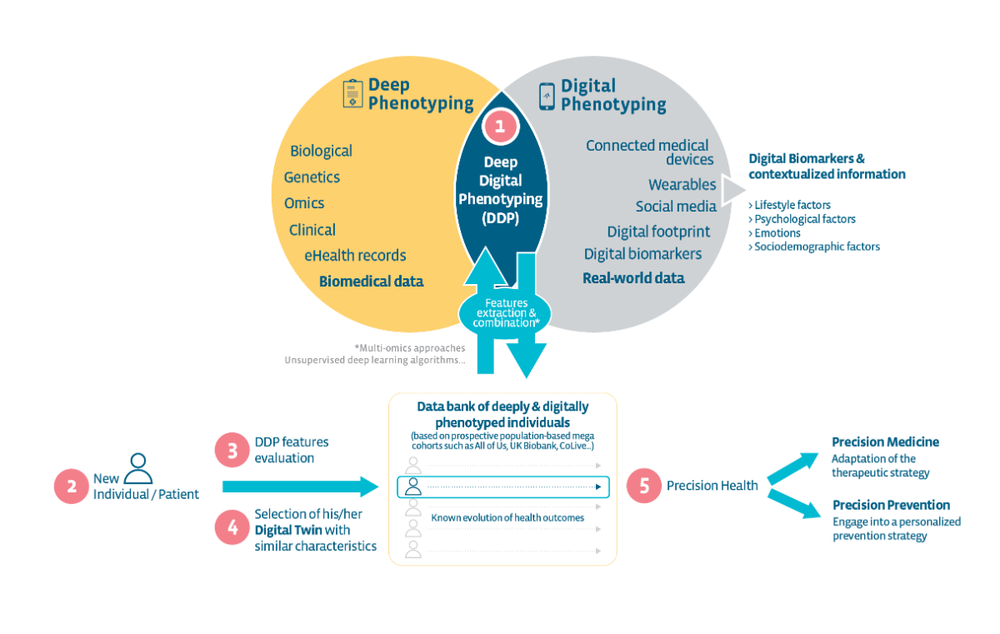 Deep
Phenotyping
Biological
Genetics
Omics
Clinical
eHealth records
Biomedical data
1
Deep
Digital
Phenotyping
(DDP)
Digital
Phenotyping
Connected medical
devices
Wearables
Social media
Digital footprint
Digital biomarkers
Real-world data
Digital Biomarkers &
contextualized information
> Lifestyle factors
> Psychological factors
> Emotions
> Sociodemographic factors
Features
extraction &
combination*
*Multi-omics approaches
Unsupervised deep learning algorithms...
2
New
Individual / Patient
3
DDP features
evaluation
4
Selection of his/her
Digital Twin with
similar characteristics
Data bank of deeply & digitally
phenotyped individuals
(based on prospective population-based mega
cohorts such as All of Us, UK Biobank, CoLive...)
Known evolution of health outcomes
5
Precision Health
Precision Medicine
Adaptation of the
therapeutic strategy
Precision Prevention
Engage into a personalized
prevention strategy